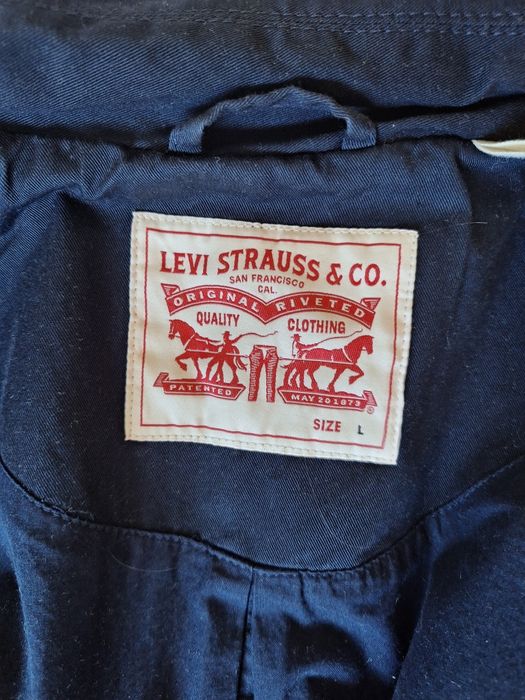 LEVI STRAUSS & CO.
SAN FRANCISCO
CAL.
ORIGINAL RIVETED
QUALITY CLOTHING
PATENTED MAY 20 1873
®
SIZE L